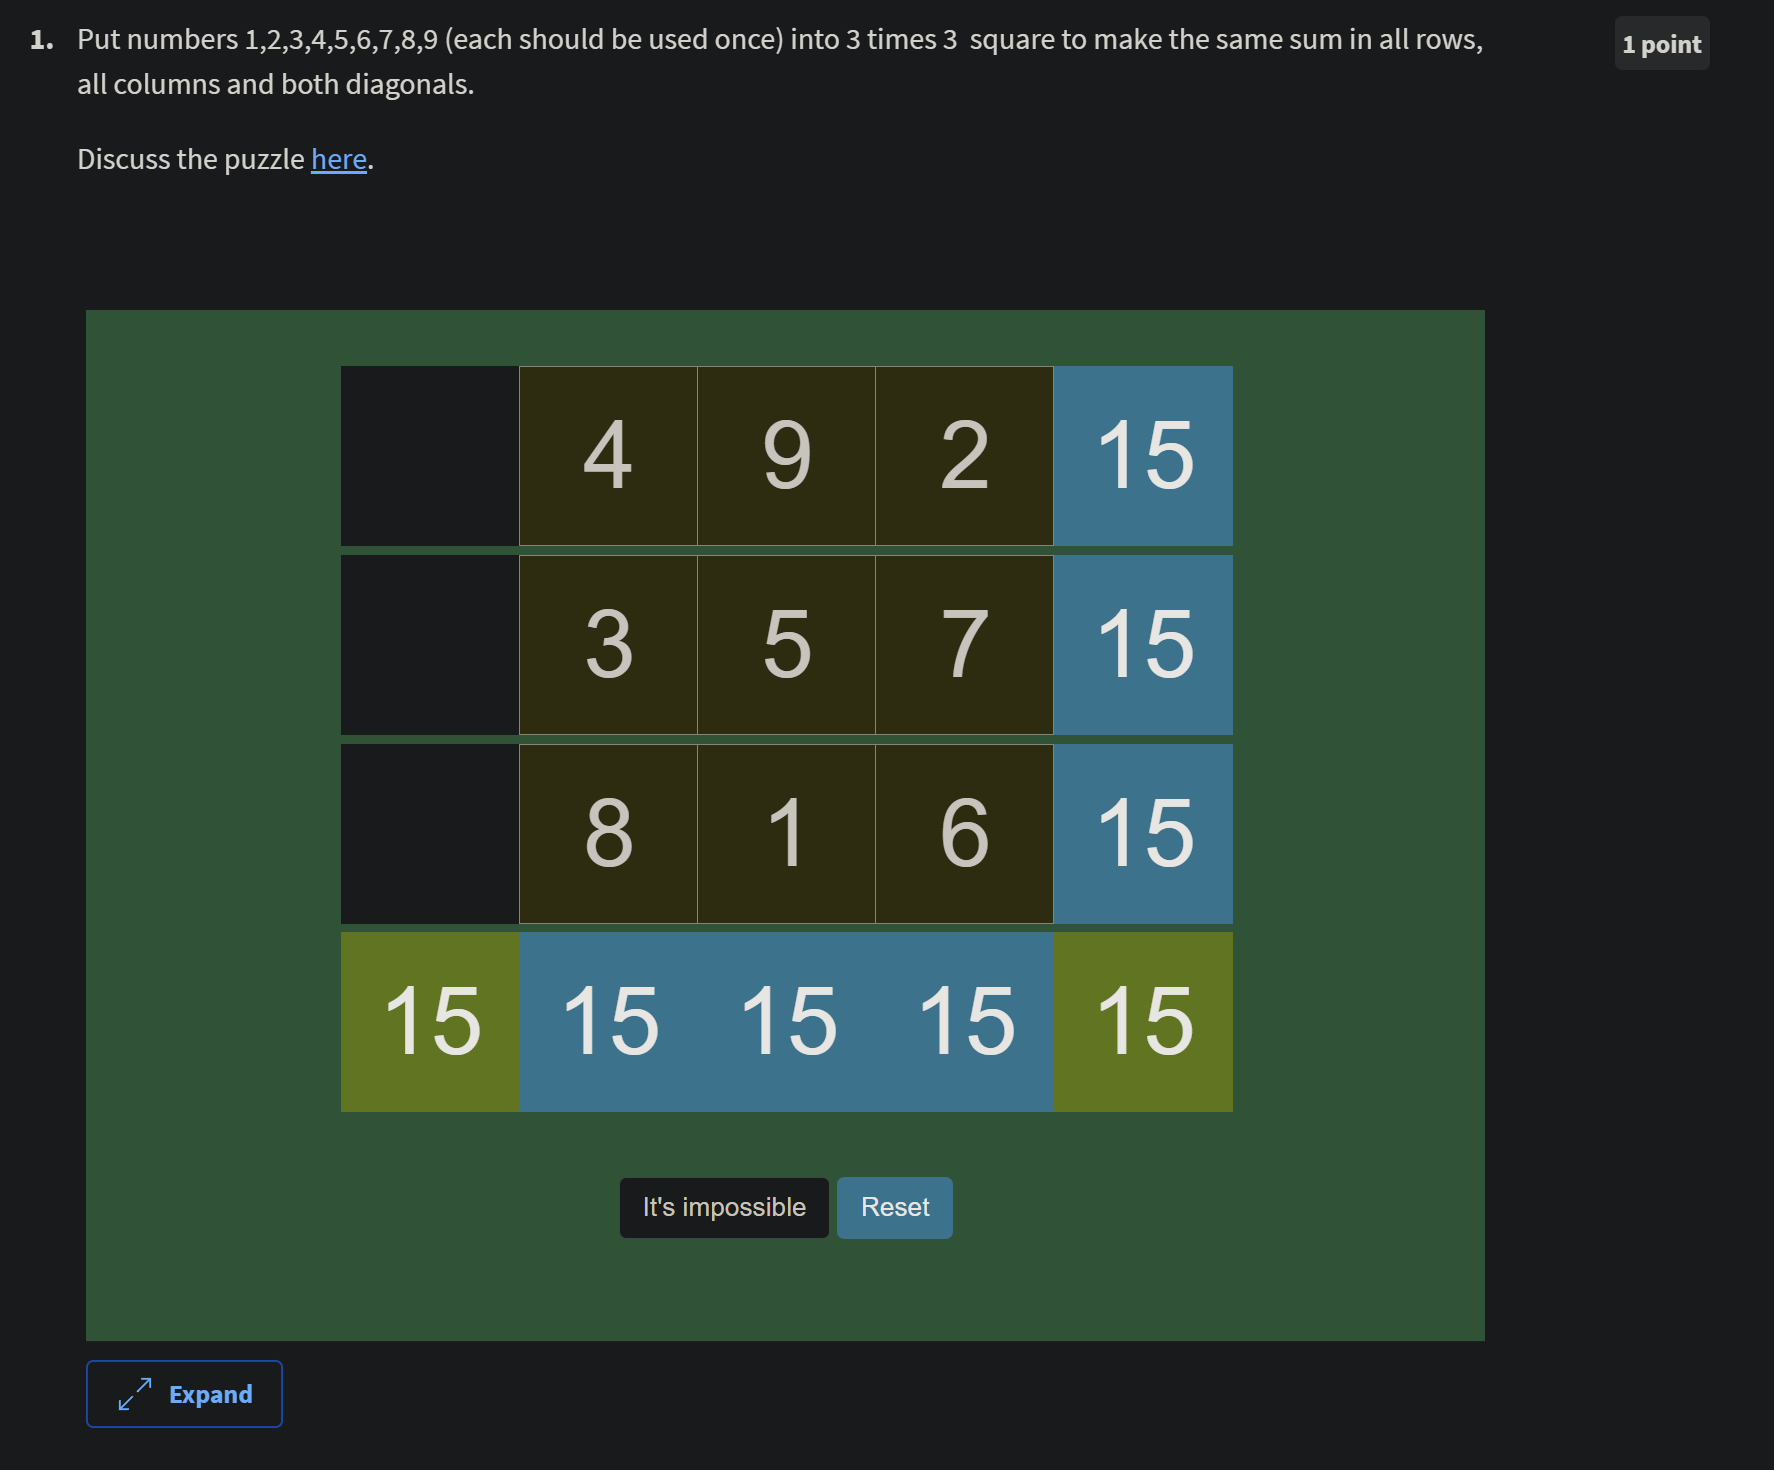 1. Put numbers 1,2,3,4,5,6,7,8,9 (each should be used once) into 3 times 3 square to make the same sum in all rows,
1 point
all columns and both diagonals.
Discuss the puzzle here.
4 9 2 15
3 5 7 15
8 1 6 15
15 15 15 15 15
It's impossible Reset
Expand